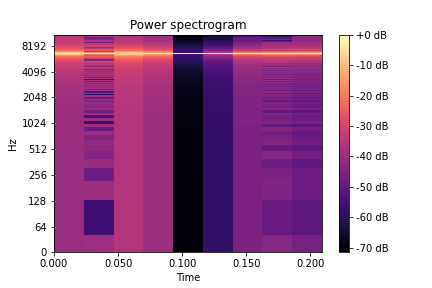 Power spectrogram
Hz
8192
4096
2048
1024
512
256
128
64
0
0.000 0.050 0.100 0.150 0.200
Time
+0 dB
-10 dB
-20 dB
-30 dB
-40 dB
-50 dB
-60 dB
-70 dB